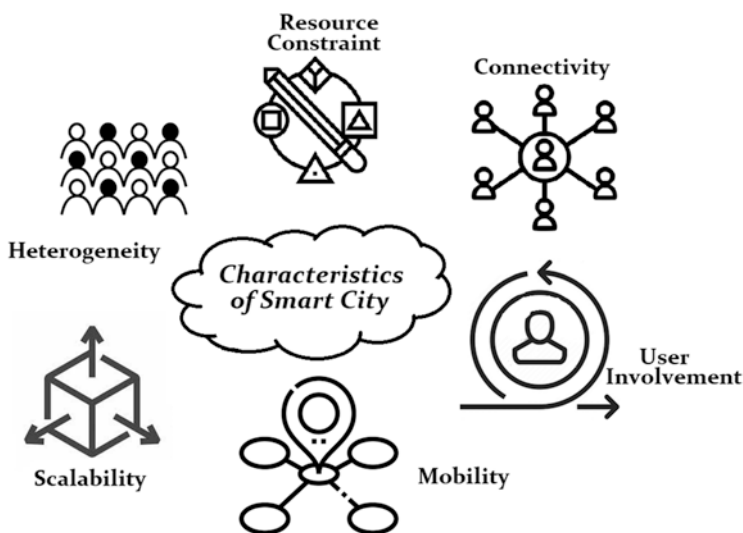 Resource
Constraint
Connectivity
Heterogeneity
Characteristics
of Smart City
User
Involvement
Scalability
Mobility